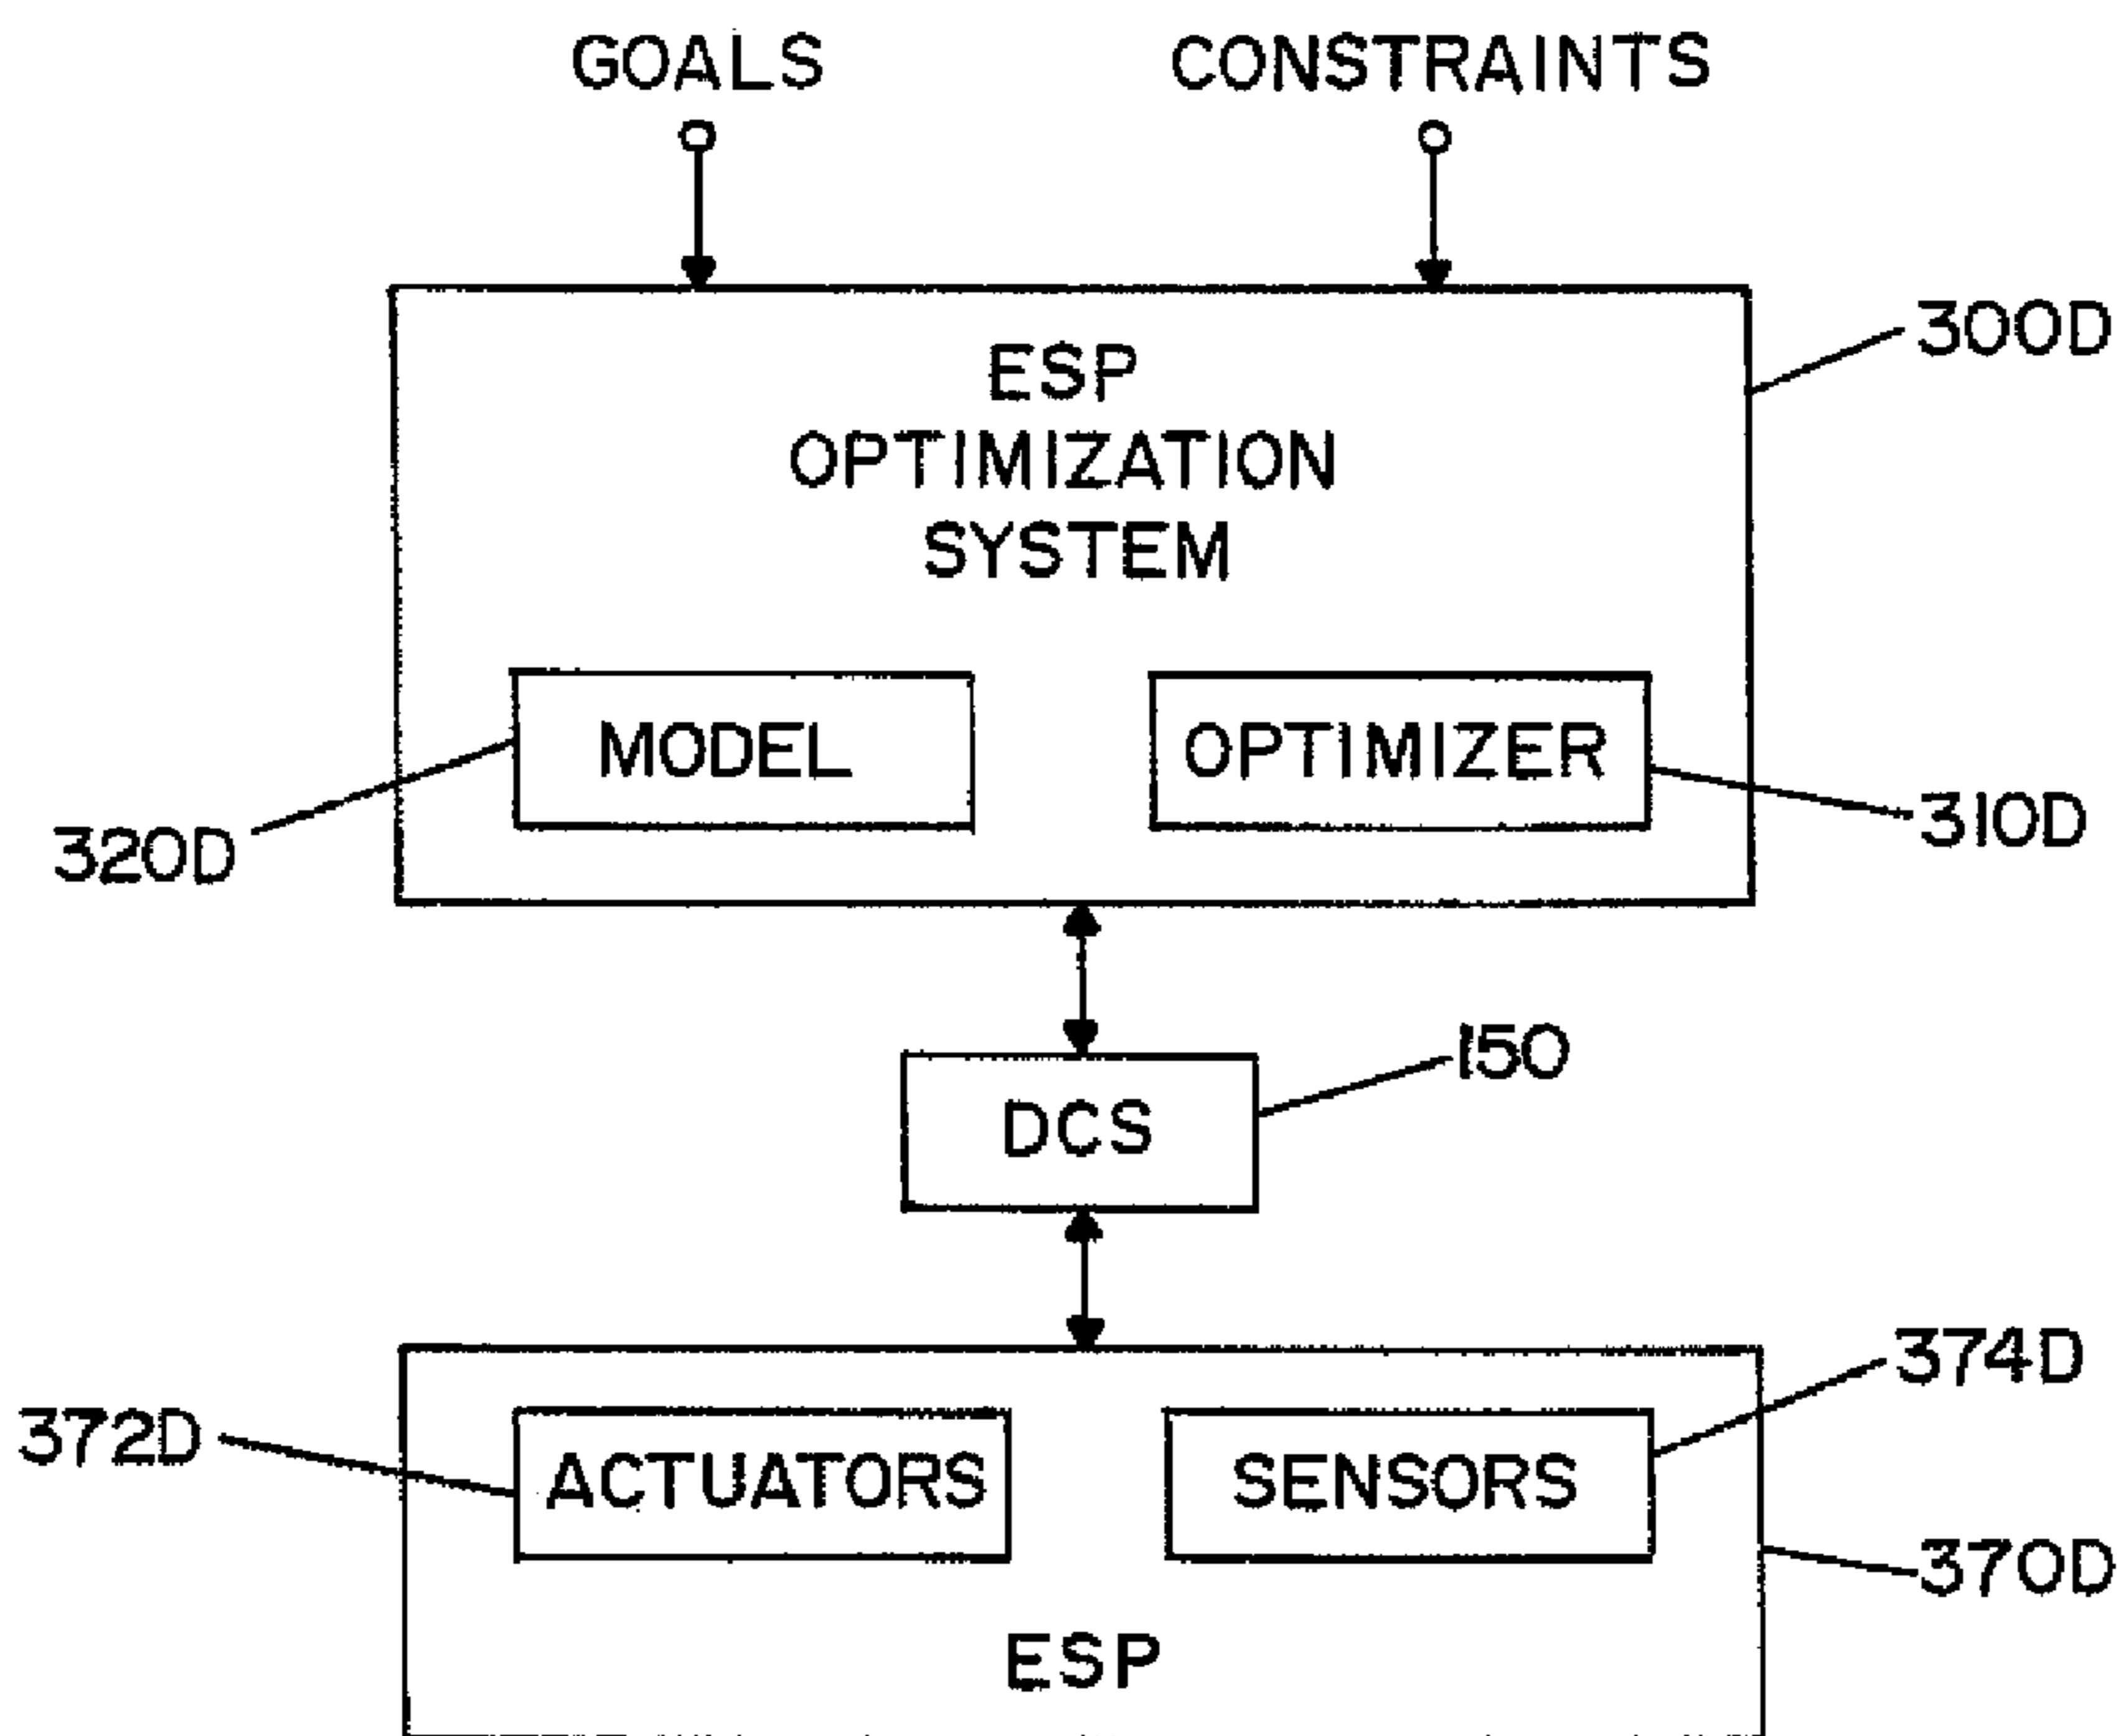 GOALS
CONSTRAINTS
300D
ESP
OPTIMIZATION
SYSTEM
MODEL
OPTIMIZER
320D
310D
150
DCS
374D
372D
ACTUATORS
SENSORS
370D
ESP